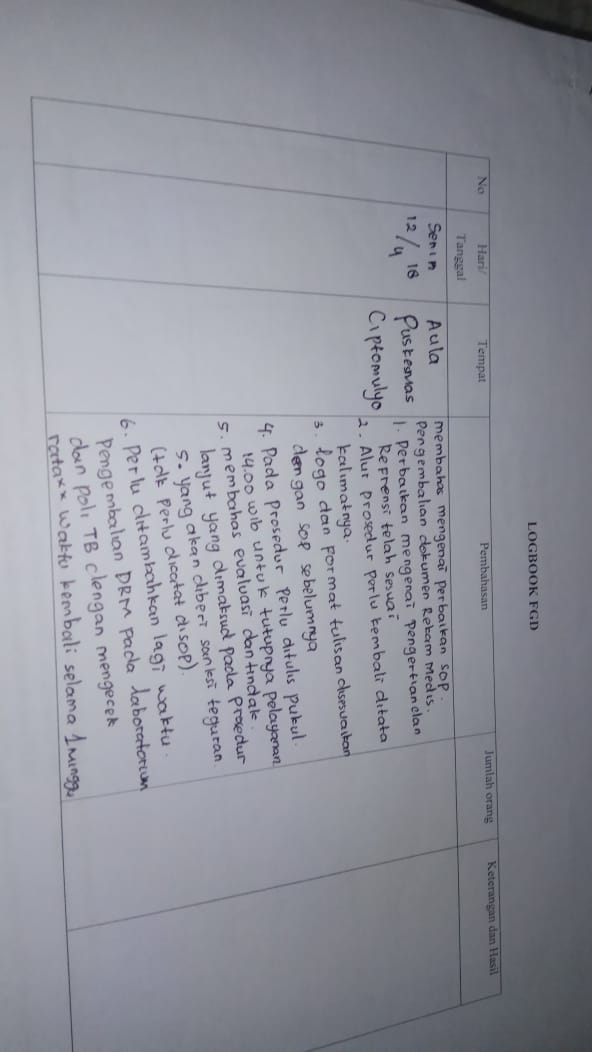 LOGBOOK FGD
No
Hari/
Tanggal
Tempat
Pembahasan
Jumlah orang
Keterangan dan Hasil
Senin
12/4 18
Aula
Puskesmas
Ciptomulyo
membahas mengenai Perbaikan SOP.
Pengembalian dokumen Rekam Medis.
1. Perbaikan mengenai Pengertian dan
Refrensi telah sesuai
2. Alur prosedur Perlu kembali ditata
kalimatnya.
3. logo dan Format tulisan disesuaikan
dengan SOP sebelumnya
4. Pada Prosedur Perlu ditulis pukul.
14.00 wib untuk tutupnya Pelayanan
5. membahas evaluasi dan tindak.
lanjut yang dimaksud pada Prosedur
5. yang akan diberi sanksi teguran
(tdk perlu dicatat di SOP).
6. Perlu ditambahkan lagi waktu.
Pengembalian DRM Pada laboratorium
dan Poli TB dengan mengecek
rata** waktu kembali selama 1 Minggu